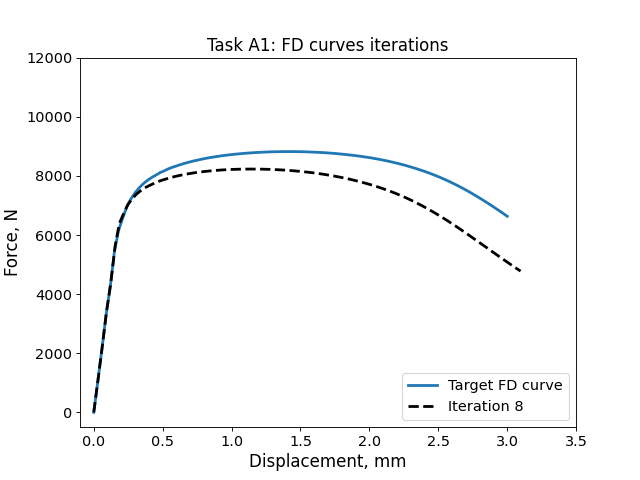 Task A1: FD curves iterations
12000
10000
8000
6000
4000
2000
0
Force, N
0.0 0.5 1.0 1.5 2.0 2.5 3.0 3.5
Displacement, mm
Target FD curve
Iteration 8